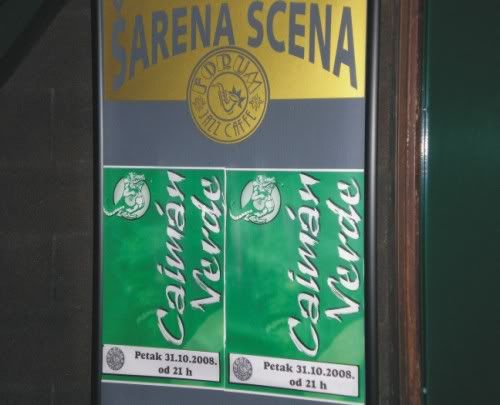 ŠARENA SCENA
FORUM
JAZZ CAFFE
Caimán
Verde
Caimán
Verde
Petak 31.10.2008.
od 21 h
Petak 31.10.2008.
od 21 h